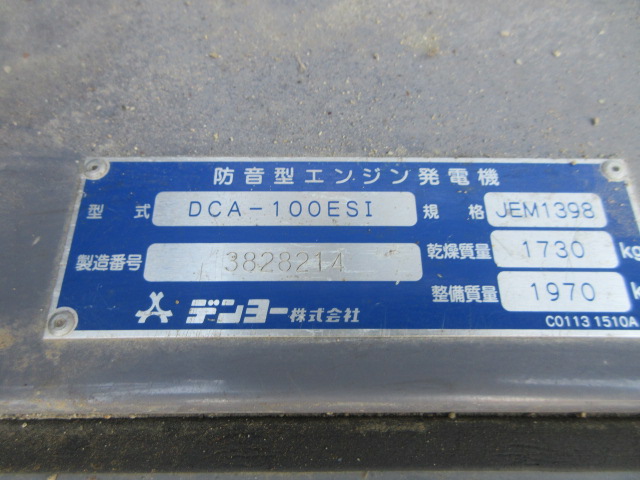 防音型エンジン発電機
型式 DCA-100ESI 規格 JEM1398
製造番号 3828214 乾燥質量 1730 kg
整備質量 1970 k
デンヨー株式会社 C0113 1510A